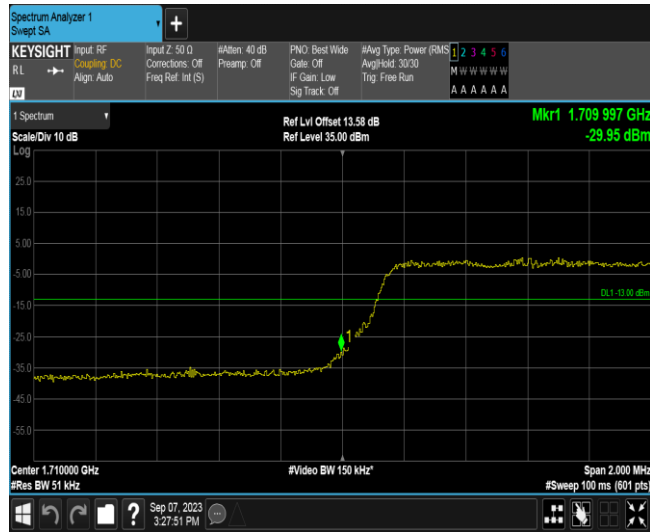 Spectrum Analyzer 1
Swept SA
KEYSIGHT
RL
LXI
Input: RF
Coupling: DC
Align: Auto
Input Z: 50 Ω
Corrections: Off
Freq Ref: Int (S)
#Atten: 40 dB
Preamp: Off
PNO: Best Wide
Gate: Off
IF Gain: Low
Sig Track: Off
#Avg Type: Power (RMS
Avg|Hold: 30/30
Trig: Free Run
1 2 3 4 5 6
M W W W W W
A A A A A A
1 Spectrum
Scale/Div 10 dB
Log
Ref Lvl Offset 13.58 dB
Ref Level 35.00 dBm
Mkr1 1.709 997 GHz
-29.95 dBm
25.0
15.0
5.00
-5.00
-15.0
-25.0
-35.0
-45.0
-55.0
DL1 -13.00 dBm
1
Center 1.710000 GHz
#Res BW 51 kHz
#Video BW 150 kHz*
Span 2.000 MHz
#Sweep 100 ms (601 pts)
?
Sep 07, 2023
3:27:51 PM